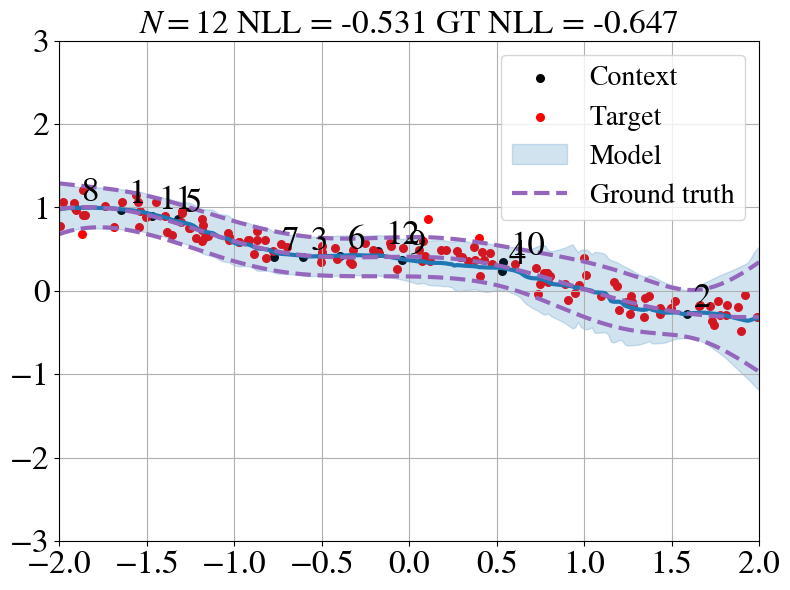 N = 12 NLL = -0.531 GT NLL = -0.647
3
2
1
0
−1
−2
−3
−2.0 −1.5 −1.0 −0.5 0.0 0.5 1.0 1.5 2.0
Context
Target
Model
Ground truth
8 1 11 5 7 3 6 12 9 4 10 2